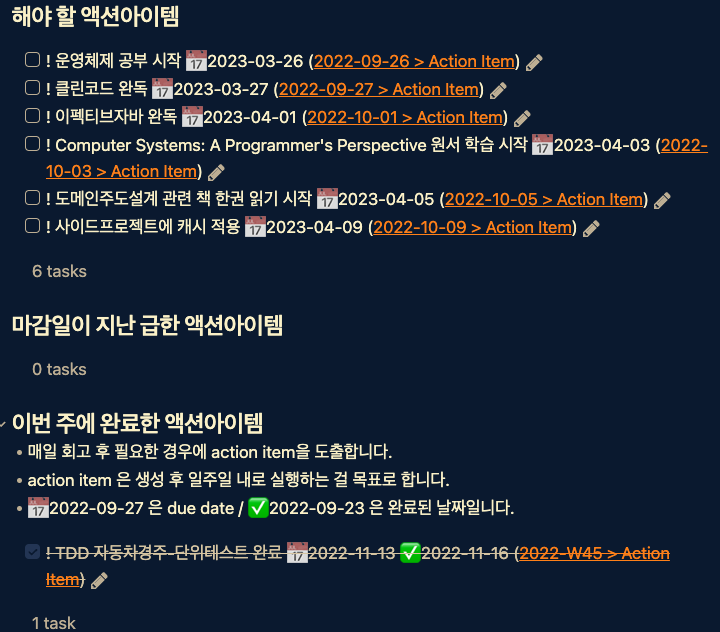 해야 할 액션아이템
! 운영체제 공부 시작 📅2023-03-26 (2022-09-26 > Action Item)
! 클린코드 완독 📅2023-03-27 (2022-09-27 > Action Item)
! 이펙티브자바 완독 📅2023-04-01 (2022-10-01 > Action Item)
! Computer Systems: A Programmer's Perspective 원서 학습 시작 📅2023-04-03 (2022-
10-03 > Action Item)
! 도메인주도설계 관련 책 한권 읽기 시작 📅2023-04-05 (2022-10-05 > Action Item)
! 사이드프로젝트에 캐시 적용 📅2023-04-09 (2022-10-09 > Action Item)
6 tasks
마감일이 지난 급한 액션아이템
0 tasks
이번 주에 완료한 액션아이템
• 매일 회고 후 필요한 경우에 action item을 도출합니다.
• action item 은 생성 후 일주일 내로 실행하는 걸 목표로 합니다.
• 📅2022-09-27 은 due date / ✅2022-09-23 은 완료된 날짜일니다.
! TDD 자동차경주-단위테스트 완료 📅2022-11-13 ✅2022-11-16 (2022-W45 > Action
Item)
1 task